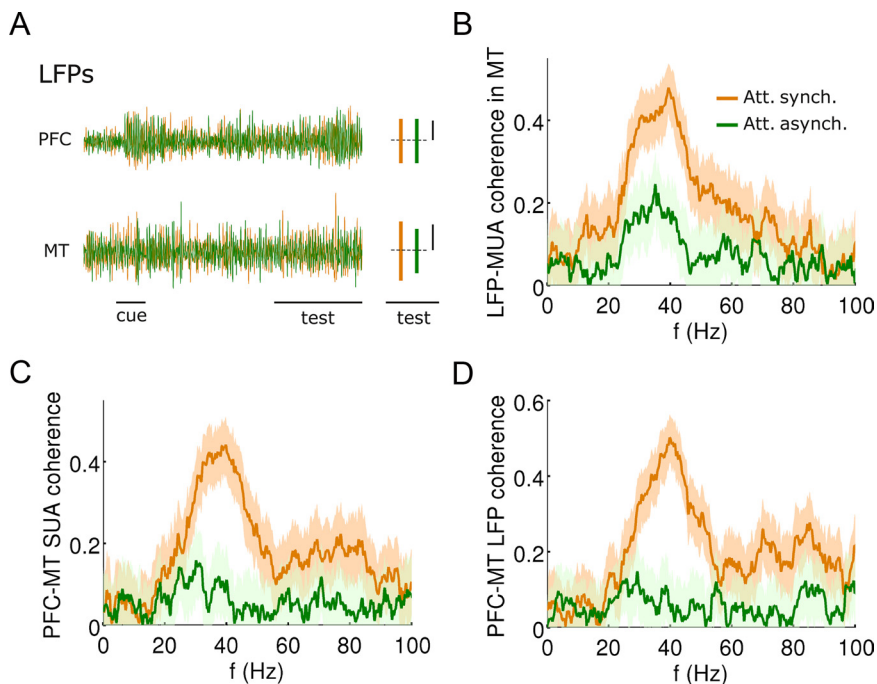 A
LFPs
PFC
MT
cue
test
test
B
LFP-MUA coherence in MT
0.4
0.2
0
Att. synch.
Att. asynch.
0 20 40 60 80 100
f (Hz)
C
PFC-MT SUA coherence
0.4
0.2
0
0 20 40 60 80 100
f (Hz)
D
PFC-MT LFP coherence
0.6
0.4
0.2
0
0 20 40 60 80 100
f (Hz)